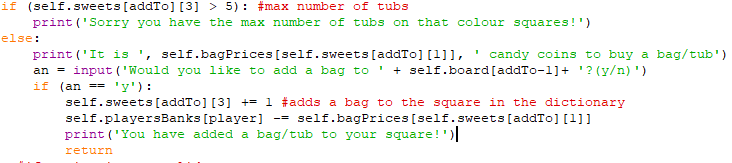 if (self.sweets[addTo][3] > 5): #max number of tubs
    print('Sorry you have the max number of tubs on that colour squares!')
else:
    print('It is ', self.bagPrices[self.sweets[addTo][1]], ' candy coins to buy a bag/tub')
    an = input('Would you like to add a bag to ' + self.board[addTo-1]+ '?(y/n)')
    if (an == 'y'):
        self.sweets[addTo][3] += 1 #adds a bag to the square in the dictionary
        self.playersBanks[player] -= self.bagPrices[self.sweets[addTo][1]]
        print('You have added a bag/tub to your square!')
        return